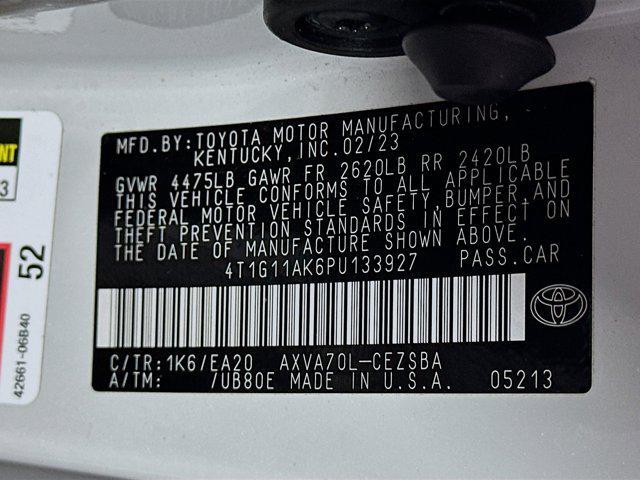 MFD.BY:TOYOTA MOTOR MANUFACTURING,
KENTUCKY,INC.02/23
GVWR 4475LB GAWR FR 2620LB RR 2420LB
THIS VEHICLE CONFORMS TO ALL APPLICABLE
FEDERAL MOTOR VEHICLE SAFETY,BUMPER,AND
THEFT PREVENTION STANDARDS IN EFFECT ON
THE DATE OF MANUFACTURE SHOWN ABOVE.
4T1G11AK6PU133927 PASS.CAR
C/TR:1K6/EA20 AXVA70L-CEZSBA
A/TM: /UB80E MADE IN U.S.A. 05213
52
42661-06B40